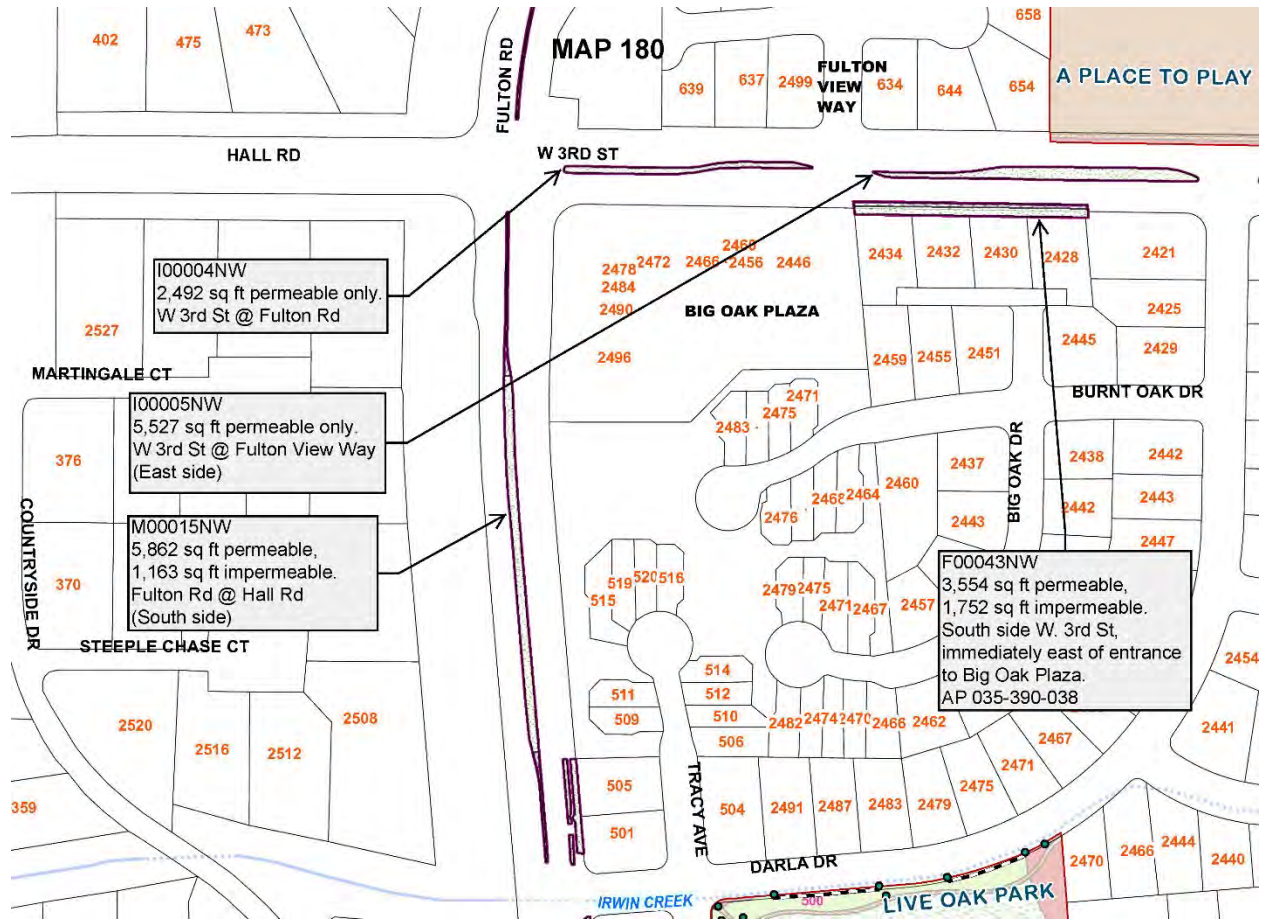 402
475
473
FULTON RD
MAP 180
639
637
2499
FULTON
VIEW
WAY
634
644
654
658
A PLACE TO PLAY
HALL RD
W 3RD ST
I00004NW
2,492 sq ft permeable only.
W 3rd St @ Fulton Rd
2478
2472
2466
2460
2456
2446
2484
2490
2496
BIG OAK PLAZA
2434
2432
2430
2428
2421
2425
2429
2527
MARTINGALE CT
2459
2455
2451
2445
BURNT OAK DR
I00005NW
5,527 sq ft permeable only.
W 3rd St @ Fulton View Way
(East side)
376
370
COUNTRYSIDE DR
M00015NW
5,862 sq ft permeable,
1,163 sq ft impermeable.
Fulton Rd @ Hall Rd
(South side)
STEEPLE CHASE CT
2483
2475
2471
2476
2468
2464
2460
2437
2443
BIG OAK DR
2438
2442
2442
2443
2447
F00043NW
3,554 sq ft permeable,
1,752 sq ft impermeable.
South side W. 3rd St,
immediately east of entrance
to Big Oak Plaza.
AP 035-390-038
515
519
520
516
2479
2475
2471
2467
2457
2454
2441
2520
2516
2512
2508
359
511
509
514
512
510
506
2482
2474
2470
2466
2462
2467
2471
2475
505
501
TRACY AVE
504
2491
2487
2483
2479
DARLA DR
2470
2466
2444
2440
IRWIN CREEK
500
LIVE OAK PARK